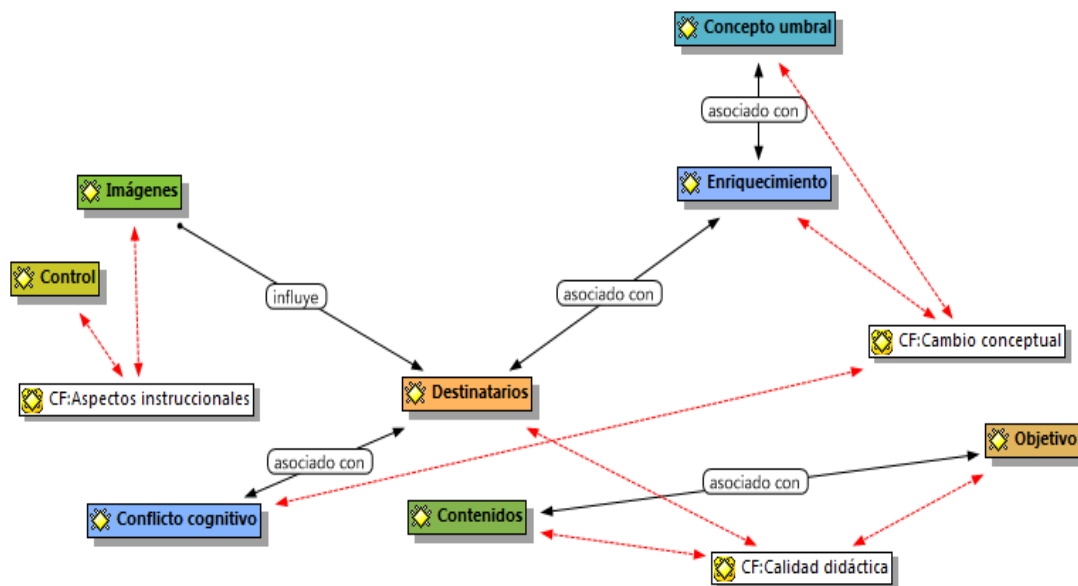 Concepto umbral
asociado con
Imágenes
Enriquecimiento
Control
influye
asociado con
CF:Cambio conceptual
CF:Aspectos instruccionales
Destinatarios
Objetivo
asociado con
asociado con
Conflicto cognitivo
Contenidos
CF:Calidad didáctica